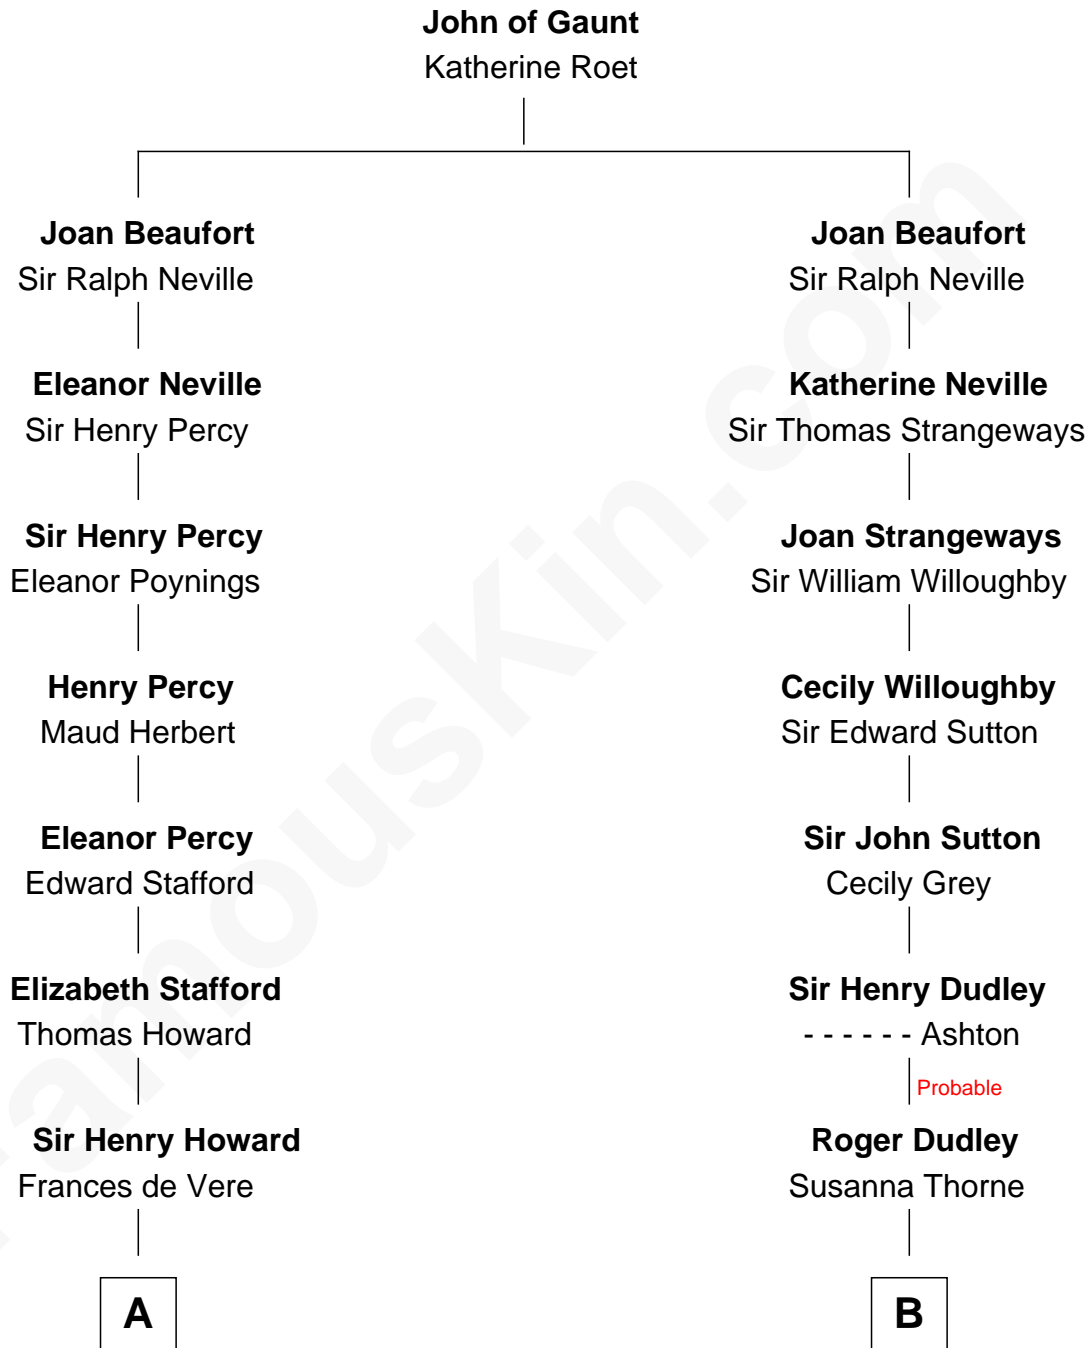 John of Gaunt
Katherine Roet
Joan Beaufort
Sir Ralph Neville
Joan Beaufort
Sir Ralph Neville
Eleanor Neville
Sir Henry Percy
Katherine Neville
Sir Thomas Strangeways
Sir Henry Percy
Eleanor Poynings
Joan Strangeways
Sir William Willoughby
Henry Percy
Maud Herbert
Cecily Willoughby
Sir Edward Sutton
Eleanor Percy
Edward Stafford
Sir John Sutton
Cecily Grey
Elizabeth Stafford
Thomas Howard
Sir Henry Dudley
- - - - - - Ashton
Probable
Sir Henry Howard
Frances de Vere
Roger Dudley
Susanna Thorne
A
B
FamousKin.com